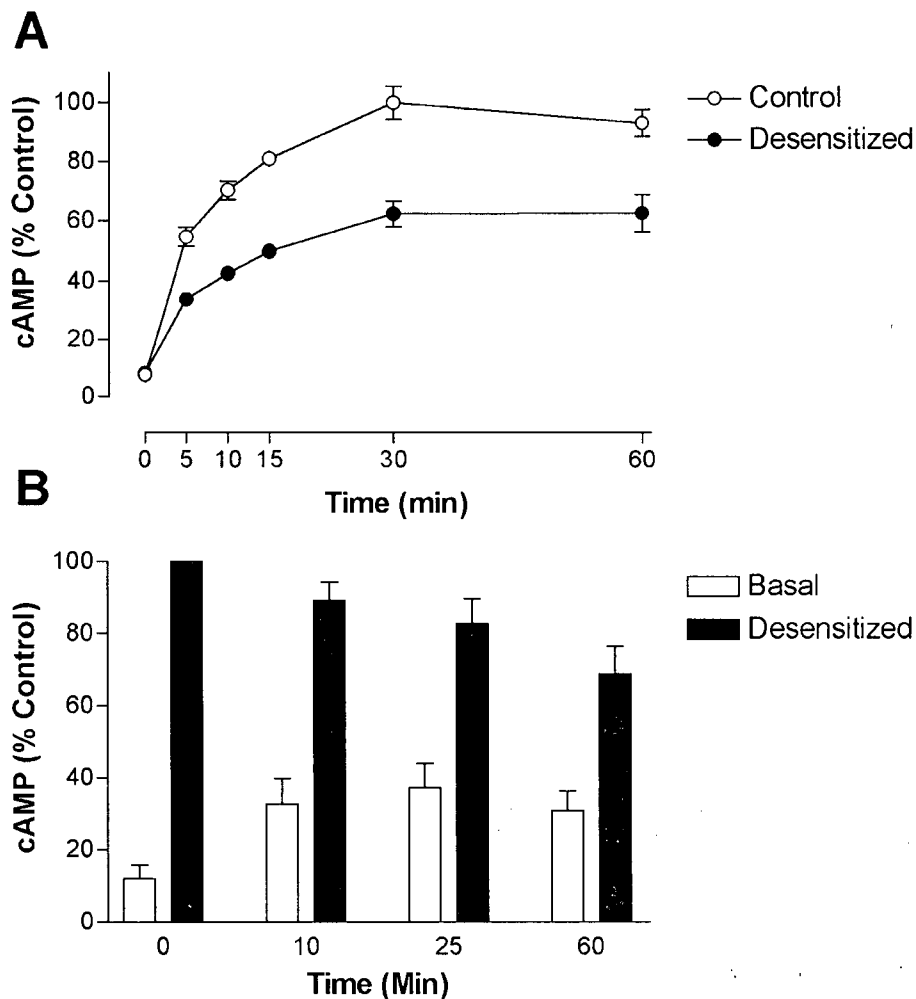 A
cAMP (% Control)
100
80
60
40
20
0
0 5 10 15 30 60
Time (min)
Control
Desensitized
B
cAMP (% Control)
100
80
60
40
20
0
0 10 25 60
Time (Min)
Basal
Desensitized